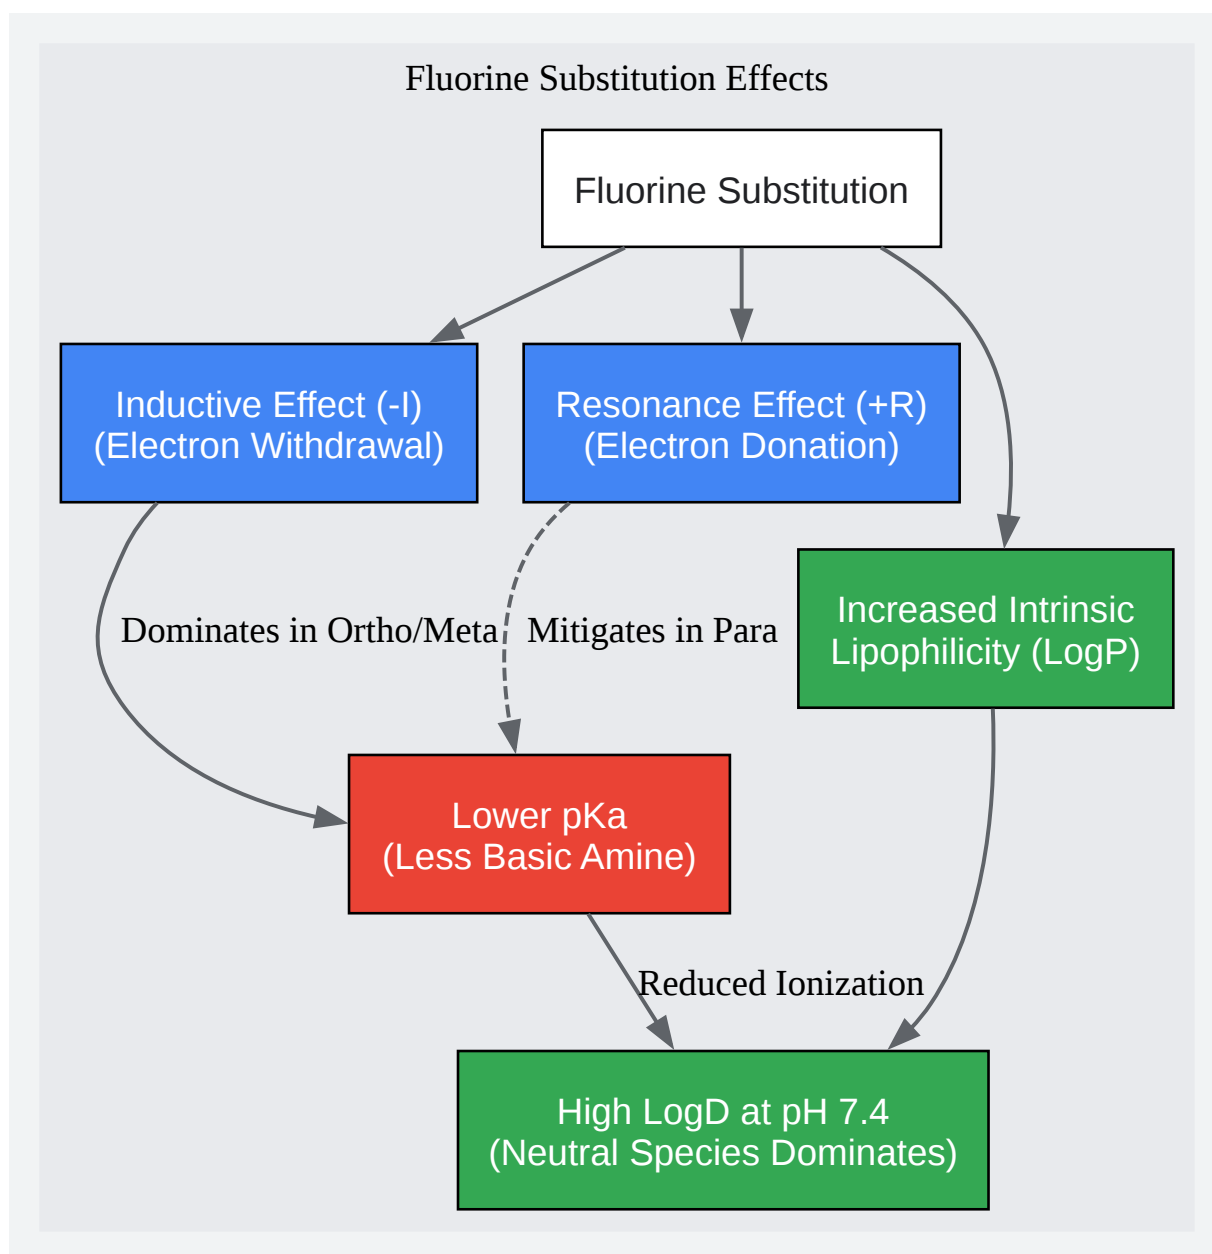 Fluorine Substitution Effects
Fluorine Substitution
Inductive Effect (-I)
(Electron Withdrawal)
Resonance Effect (+R)
(Electron Donation)
Increased Intrinsic
Lipophilicity (LogP)
Dominates in Ortho/Meta
Mitigates in Para
Lower pKa
(Less Basic Amine)
Reduced Ionization
High LogD at pH 7.4
(Neutral Species Dominates)